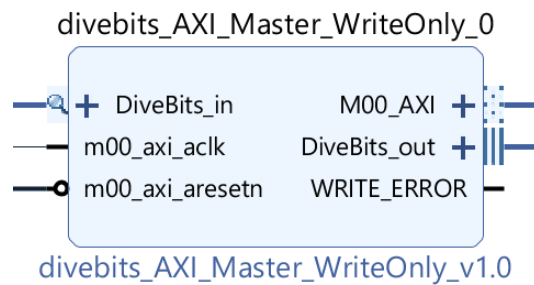 divebits_AXI_Master_WriteOnly_0
DiveBits_in M00_AXI
m00_axi_aclk DiveBits_out
m00_axi_aresetn WRITE_ERROR
divebits_AXI_Master_WriteOnly_v1.0